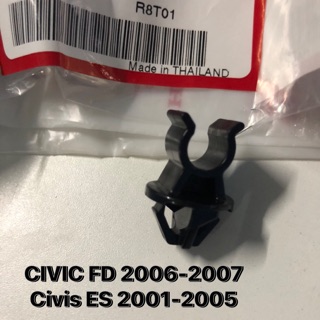 R8T01
Made in THAILAND
CIVIC FD 2006-2007
Civis ES 2001-2005